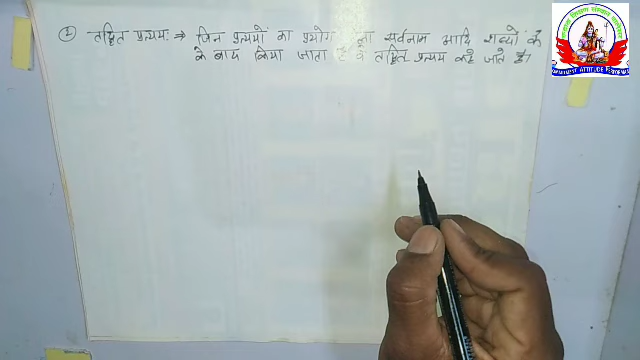 ② तद्धित प्रत्ययः ⇒ जिन प्रत्ययों का प्रयोग सर्वनाम आदि शब्दों के
के बाद किया जाता है वे तद्धित प्रत्यय कहे जाते है।